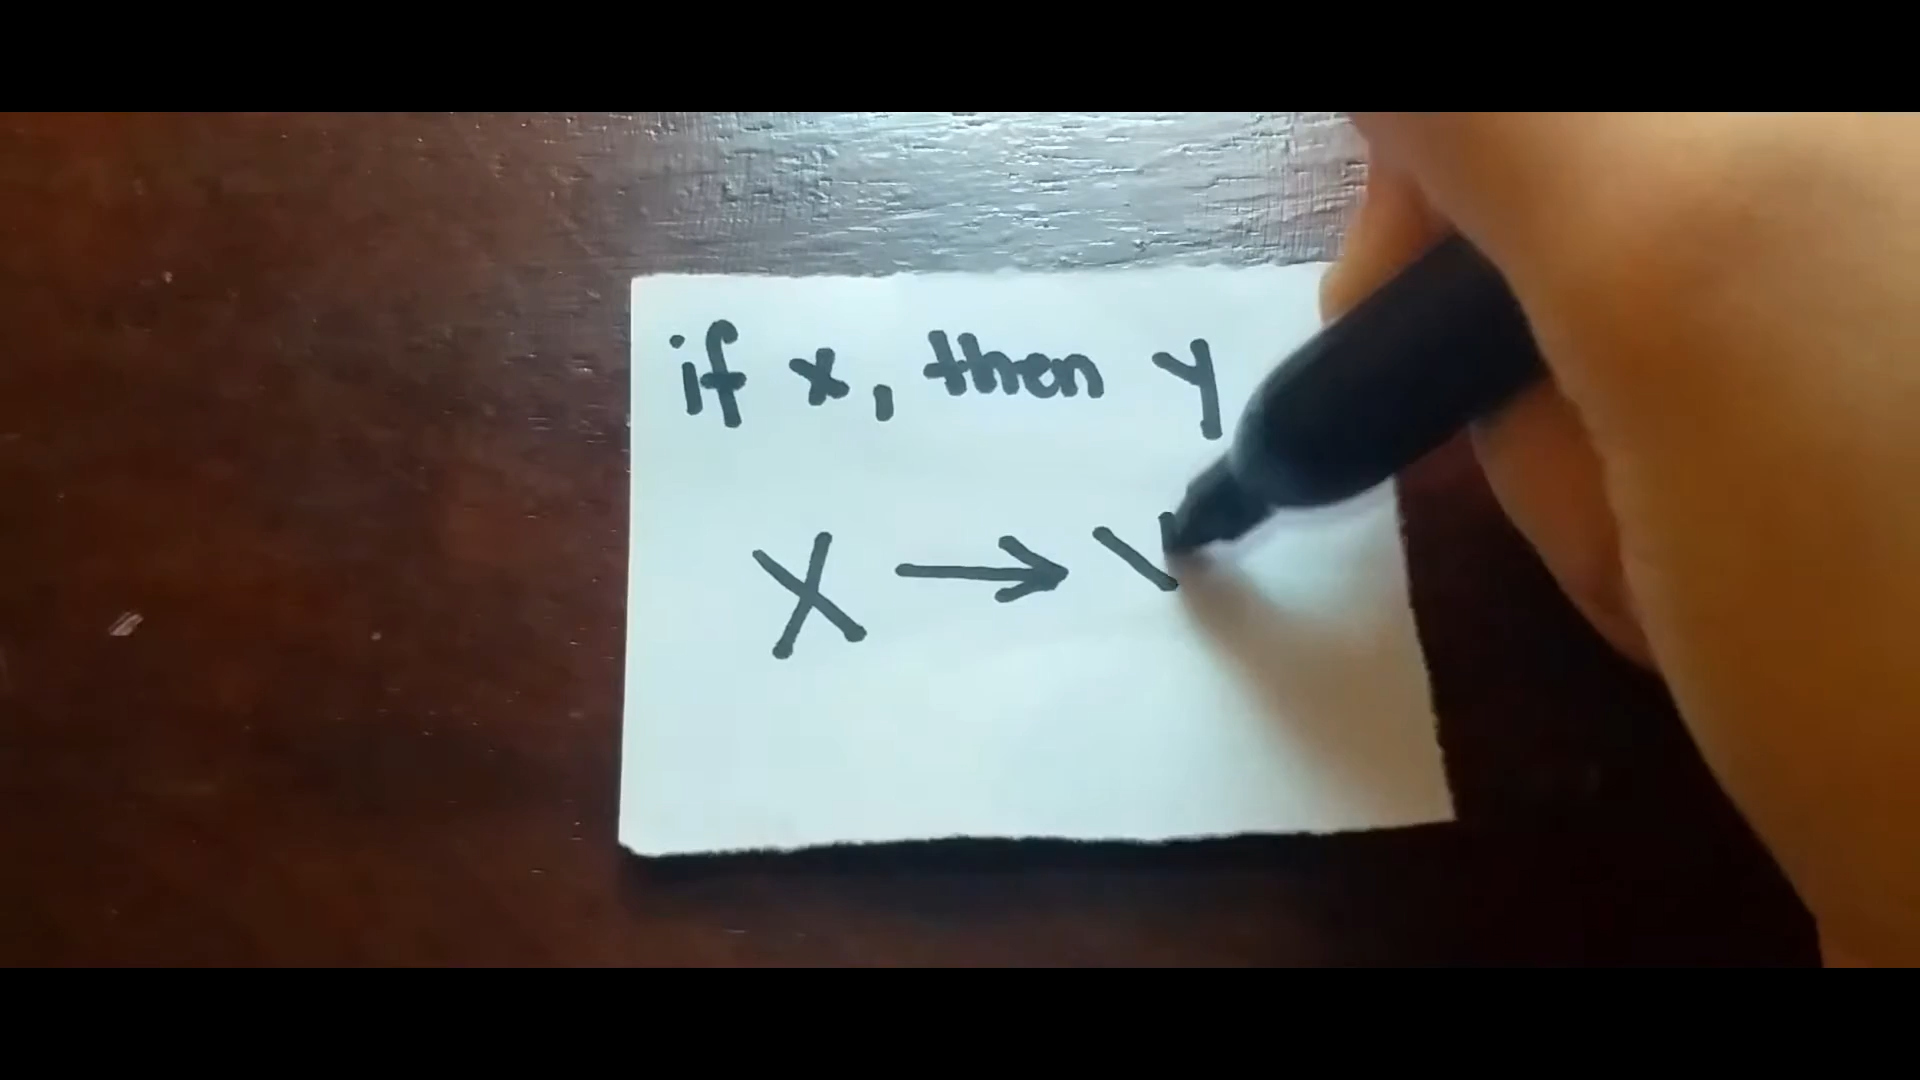 if x, then y
X →